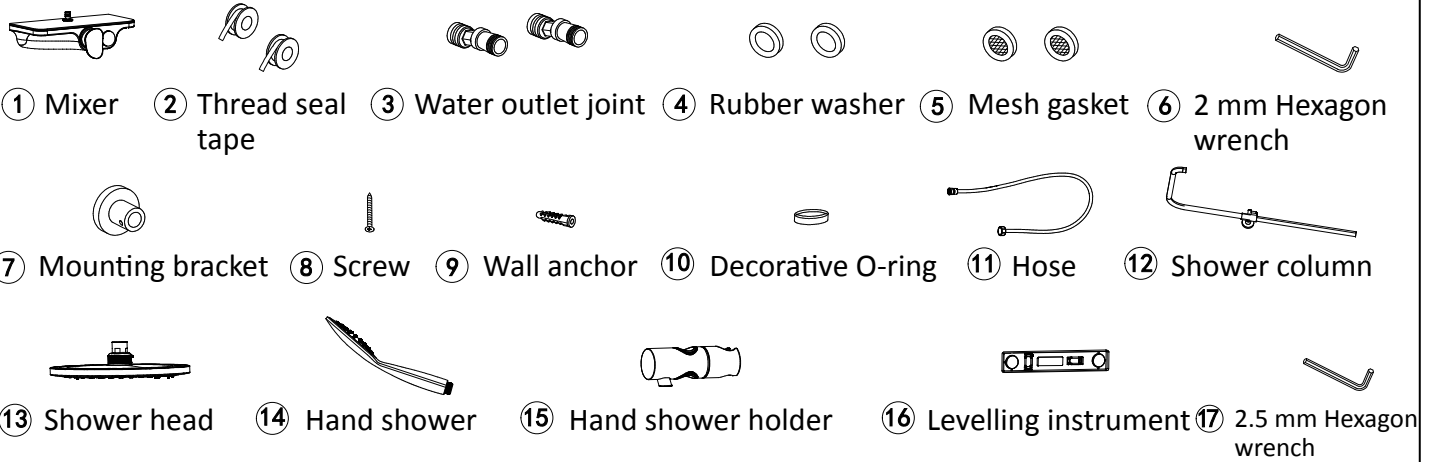 1 Mixer
2 Thread seal
tape
3 Water outlet joint
4 Rubber washer
5 Mesh gasket
6 2 mm Hexagon
wrench
7 Mounting bracket
8 Screw
9 Wall anchor
10 Decorative O-ring
11 Hose
12 Shower column
13 Shower head
14 Hand shower
15 Hand shower holder
16 Levelling instrument
17 2.5 mm Hexagon
wrench